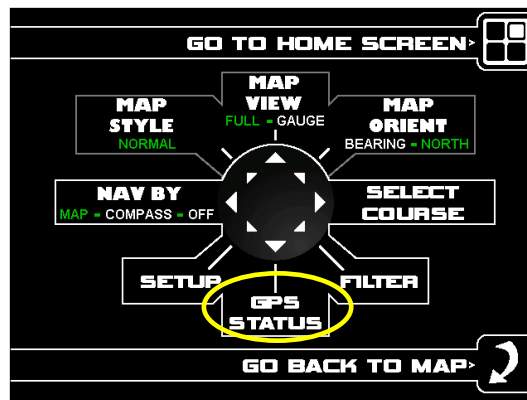 GO TO HOME SCREEN>
MAP
VIEW
FULL - GAUGE
MAP
STYLE
NORMAL
MAP
ORIENT
BEARING - NORTH
NAV BY
MAP - COMPASS - OFF
SELECT
COURSE
SETUP
FILTER
GPS
STATUS
GO BACK TO MAP>